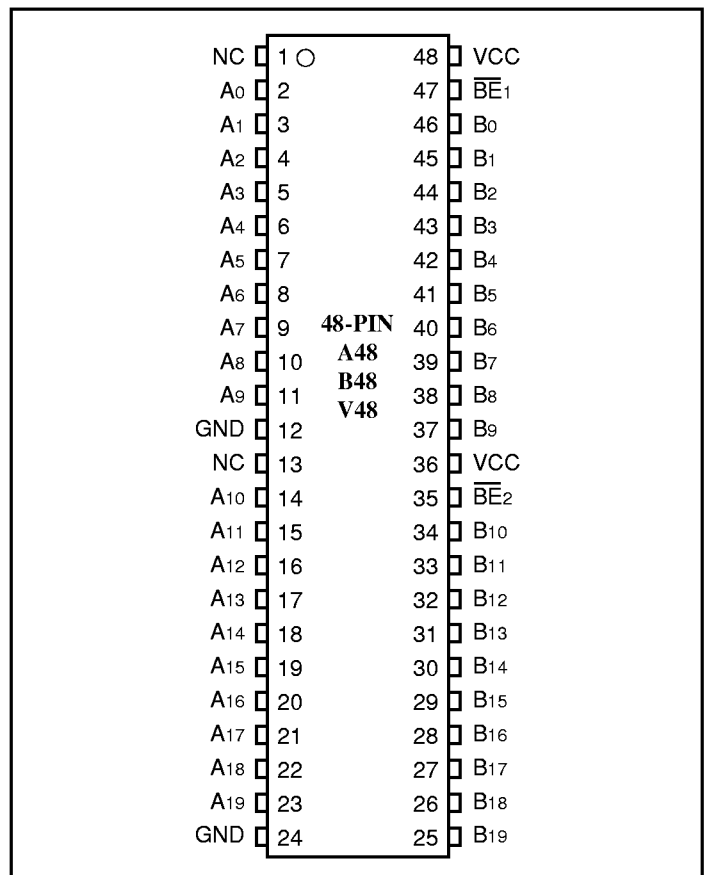 NC 1 48 VCC
A0 2 47 B̅E̅1
A1 3 46 B0
A2 4 45 B1
A3 5 44 B2
A4 6 43 B3
A5 7 42 B4
A6 8 41 B5
A7 9 48-PIN 40 B6
A8 10 A48 39 B7
B48
A9 11 38 B8
V48
GND 12 37 B9
NC 13 36 VCC
A10 14 35 B̅E̅2
A11 15 34 B10
A12 16 33 B11
A13 17 32 B12
A14 18 31 B13
A15 19 30 B14
A16 20 29 B15
A17 21 28 B16
A18 22 27 B17
A19 23 26 B18
GND 24 25 B19